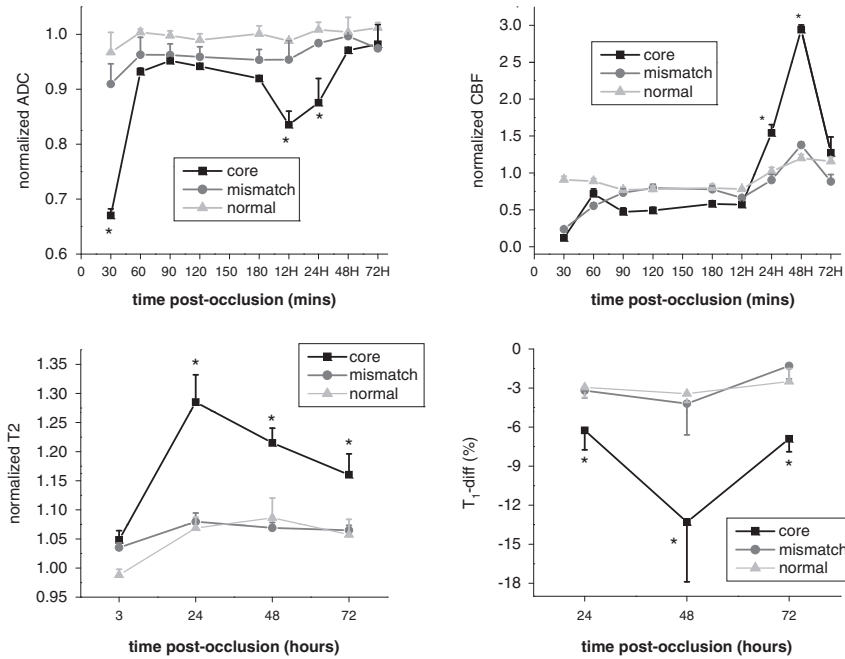 1.0
0.9
0.8
0.7
0.6
normalized ADC
core
mismatch
normal
*
*
*
0 30 60 90 120 150 180 12H 24H 48H 72H
time post-occlusion (mins)
3.0
2.5
2.0
1.5
1.0
0.5
0.0
normalized CBF
core
mismatch
normal
*
*
0 30 60 90 120 150 180 12H 24H 48H 72H
time post-occlusion (mins)
1.35
1.30
1.25
1.20
1.15
1.10
1.05
1.00
0.95
normalized T2
core
mismatch
normal
*
*
*
3 24 48 72
time post-occlusion (hours)
0
-3
-6
-9
-12
-15
-18
T1-diff (%)
*
*
*
core
mismatch
normal
24 48 72
time post-occlusion (hours)